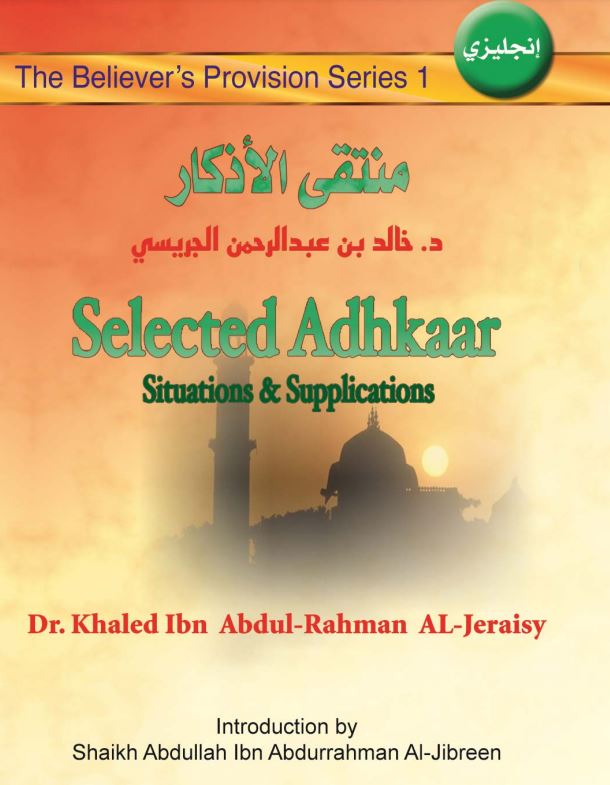 إنجليزي
The Believer's Provision Series 1
منتقى الأذكار
د. خالد بن عبدالرحمن الجريسي
Selected Adhkaar
Situations & Supplications
Dr. Khaled Ibn Abdul-Rahman AL-Jeraisy
Introduction by
Shaikh Abdullah Ibn Abdurrahman Al-Jibreen